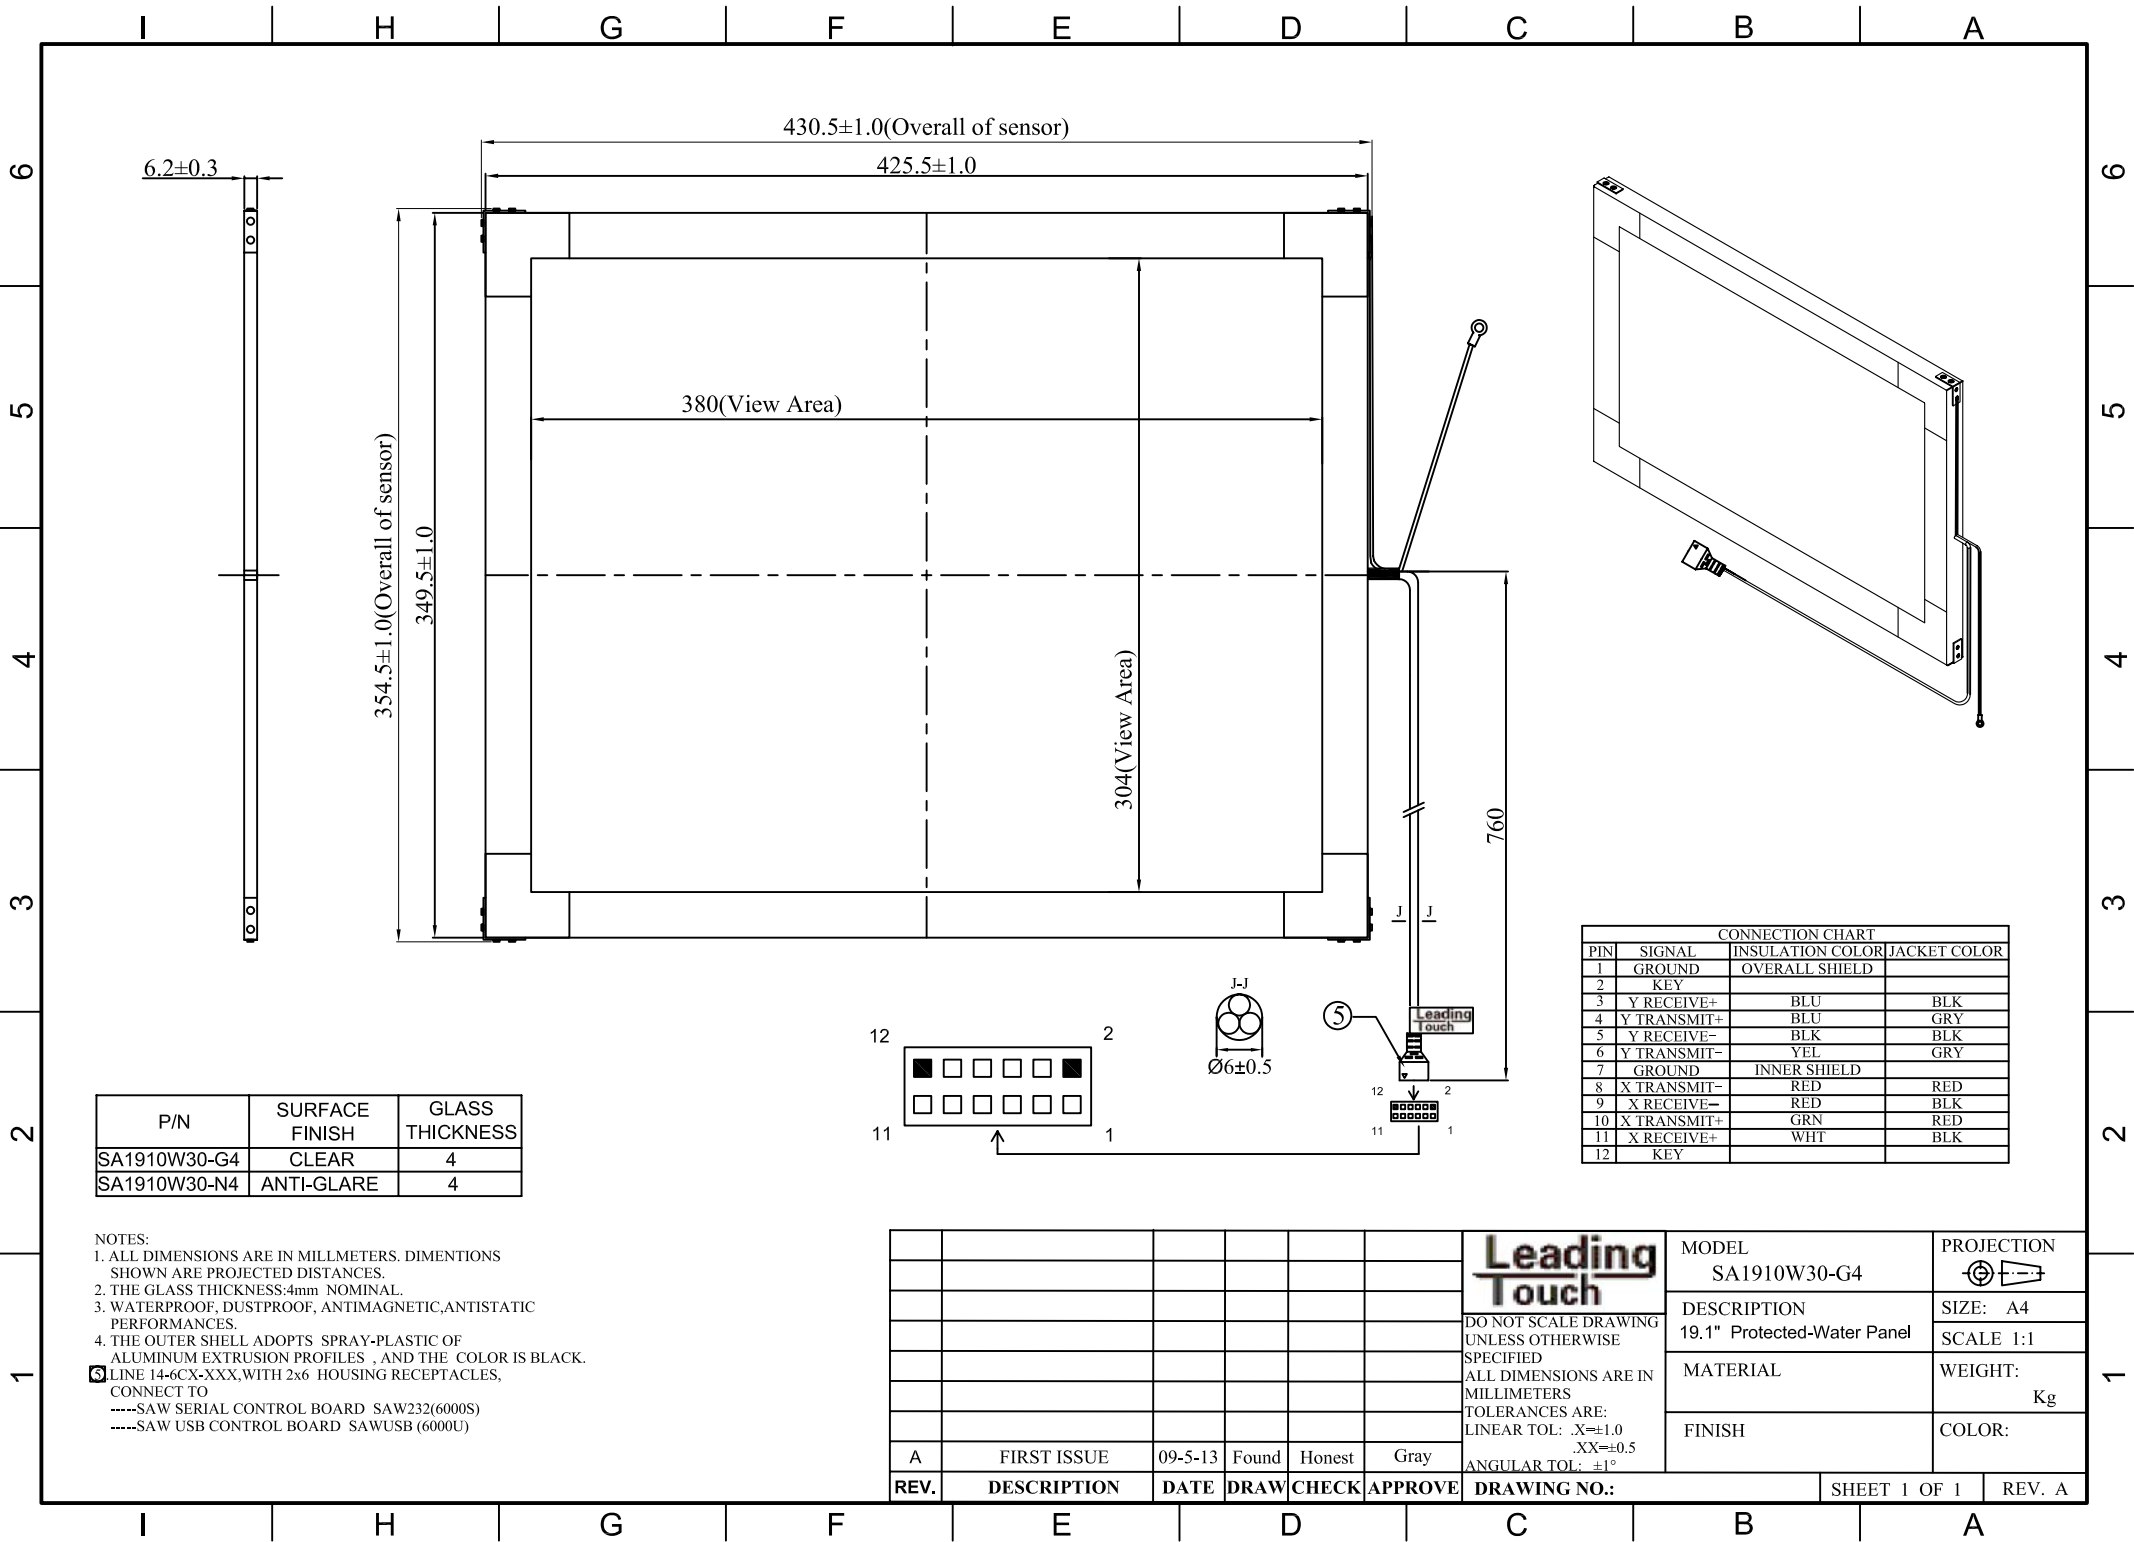 I H G F E D C B A
6
5
4
3
2
1
6
5
4
3
2
1
6.2±0.3
430.5±1.0(Overall of sensor)
425.5±1.0
354.5±1.0(Overall of sensor)
349.5±1.0
380(View Area)
304(View Area)
760
J J
J-J
Ø6±0.5
5
Leading
Touch
12 2
11 1
12 2
11 1
CONNECTION CHART
PIN SIGNAL INSULATION COLOR JACKET COLOR
1 GROUND OVERALL SHIELD
2 KEY
3 Y RECEIVE+ BLU BLK
4 Y TRANSMIT+ BLU GRY
5 Y RECEIVE- BLK BLK
6 Y TRANSMIT- YEL GRY
7 GROUND INNER SHIELD
8 X TRANSMIT- RED RED
9 X RECEIVE- RED BLK
10 X TRANSMIT+ GRN RED
11 X RECEIVE+ WHT BLK
12 KEY
P/N SURFACE FINISH GLASS THICKNESS
SA1910W30-G4 CLEAR 4
SA1910W30-N4 ANTI-GLARE 4
NOTES:
1. ALL DIMENSIONS ARE IN MILLMETERS. DIMENTIONS
SHOWN ARE PROJECTED DISTANCES.
2. THE GLASS THICKNESS:4mm NOMINAL.
3. WATERPROOF, DUSTPROOF, ANTIMAGNETIC,ANTISTATIC
PERFORMANCES.
4. THE OUTER SHELL ADOPTS SPRAY-PLASTIC OF
ALUMINUM EXTRUSION PROFILES , AND THE COLOR IS BLACK.
5.LINE 14-6CX-XXX,WITH 2x6 HOUSING RECEPTACLES,
CONNECT TO
-----SAW SERIAL CONTROL BOARD SAW232(6000S)
-----SAW USB CONTROL BOARD SAWUSB (6000U)
A FIRST ISSUE 09-5-13 Found Honest Gray
REV. DESCRIPTION DATE DRAW CHECK APPROVE
Leading
Touch
DO NOT SCALE DRAWING
UNLESS OTHERWISE
SPECIFIED
ALL DIMENSIONS ARE IN
MILLIMETERS
TOLERANCES ARE:
LINEAR TOL: .X=±1.0
.XX=±0.5
ANGULAR TOL: ±1°
DRAWING NO.:
MODEL
SA1910W30-G4
DESCRIPTION
19.1" Protected-Water Panel
MATERIAL
FINISH
PROJECTION
SIZE: A4
SCALE 1:1
WEIGHT:
Kg
COLOR:
SHEET 1 OF 1
REV. A
I H G F E D C B A